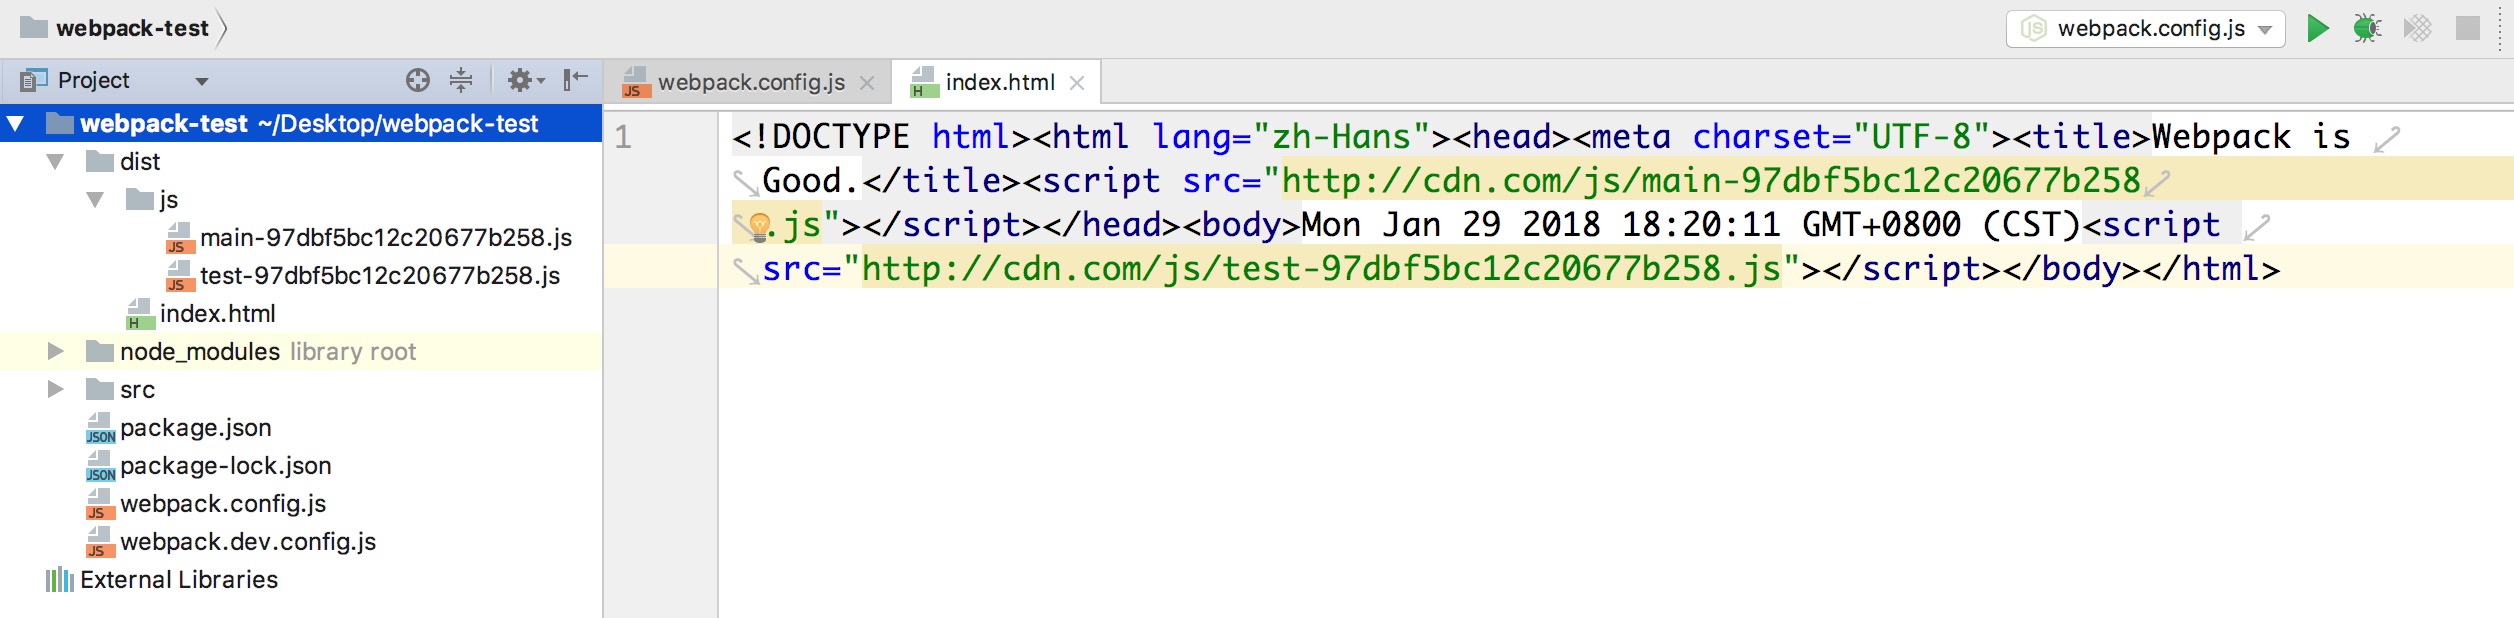 webpack-test
webpack.config.js
Project
webpack.config.js
index.html
webpack-test ~/Desktop/webpack-test
dist
js
main-97dbf5bc12c20677b258.js
test-97dbf5bc12c20677b258.js
index.html
node_modules library root
src
package.json
package-lock.json
webpack.config.js
webpack.dev.config.js
External Libraries
1
<!DOCTYPE html><html lang="zh-Hans"><head><meta charset="UTF-8"><title>Webpack is
Good.</title><script src="http://cdn.com/js/main-97dbf5bc12c20677b258
.js"></script></head><body>Mon Jan 29 2018 18:20:11 GMT+0800 (CST)<script
src="http://cdn.com/js/test-97dbf5bc12c20677b258.js"></script></body></html>